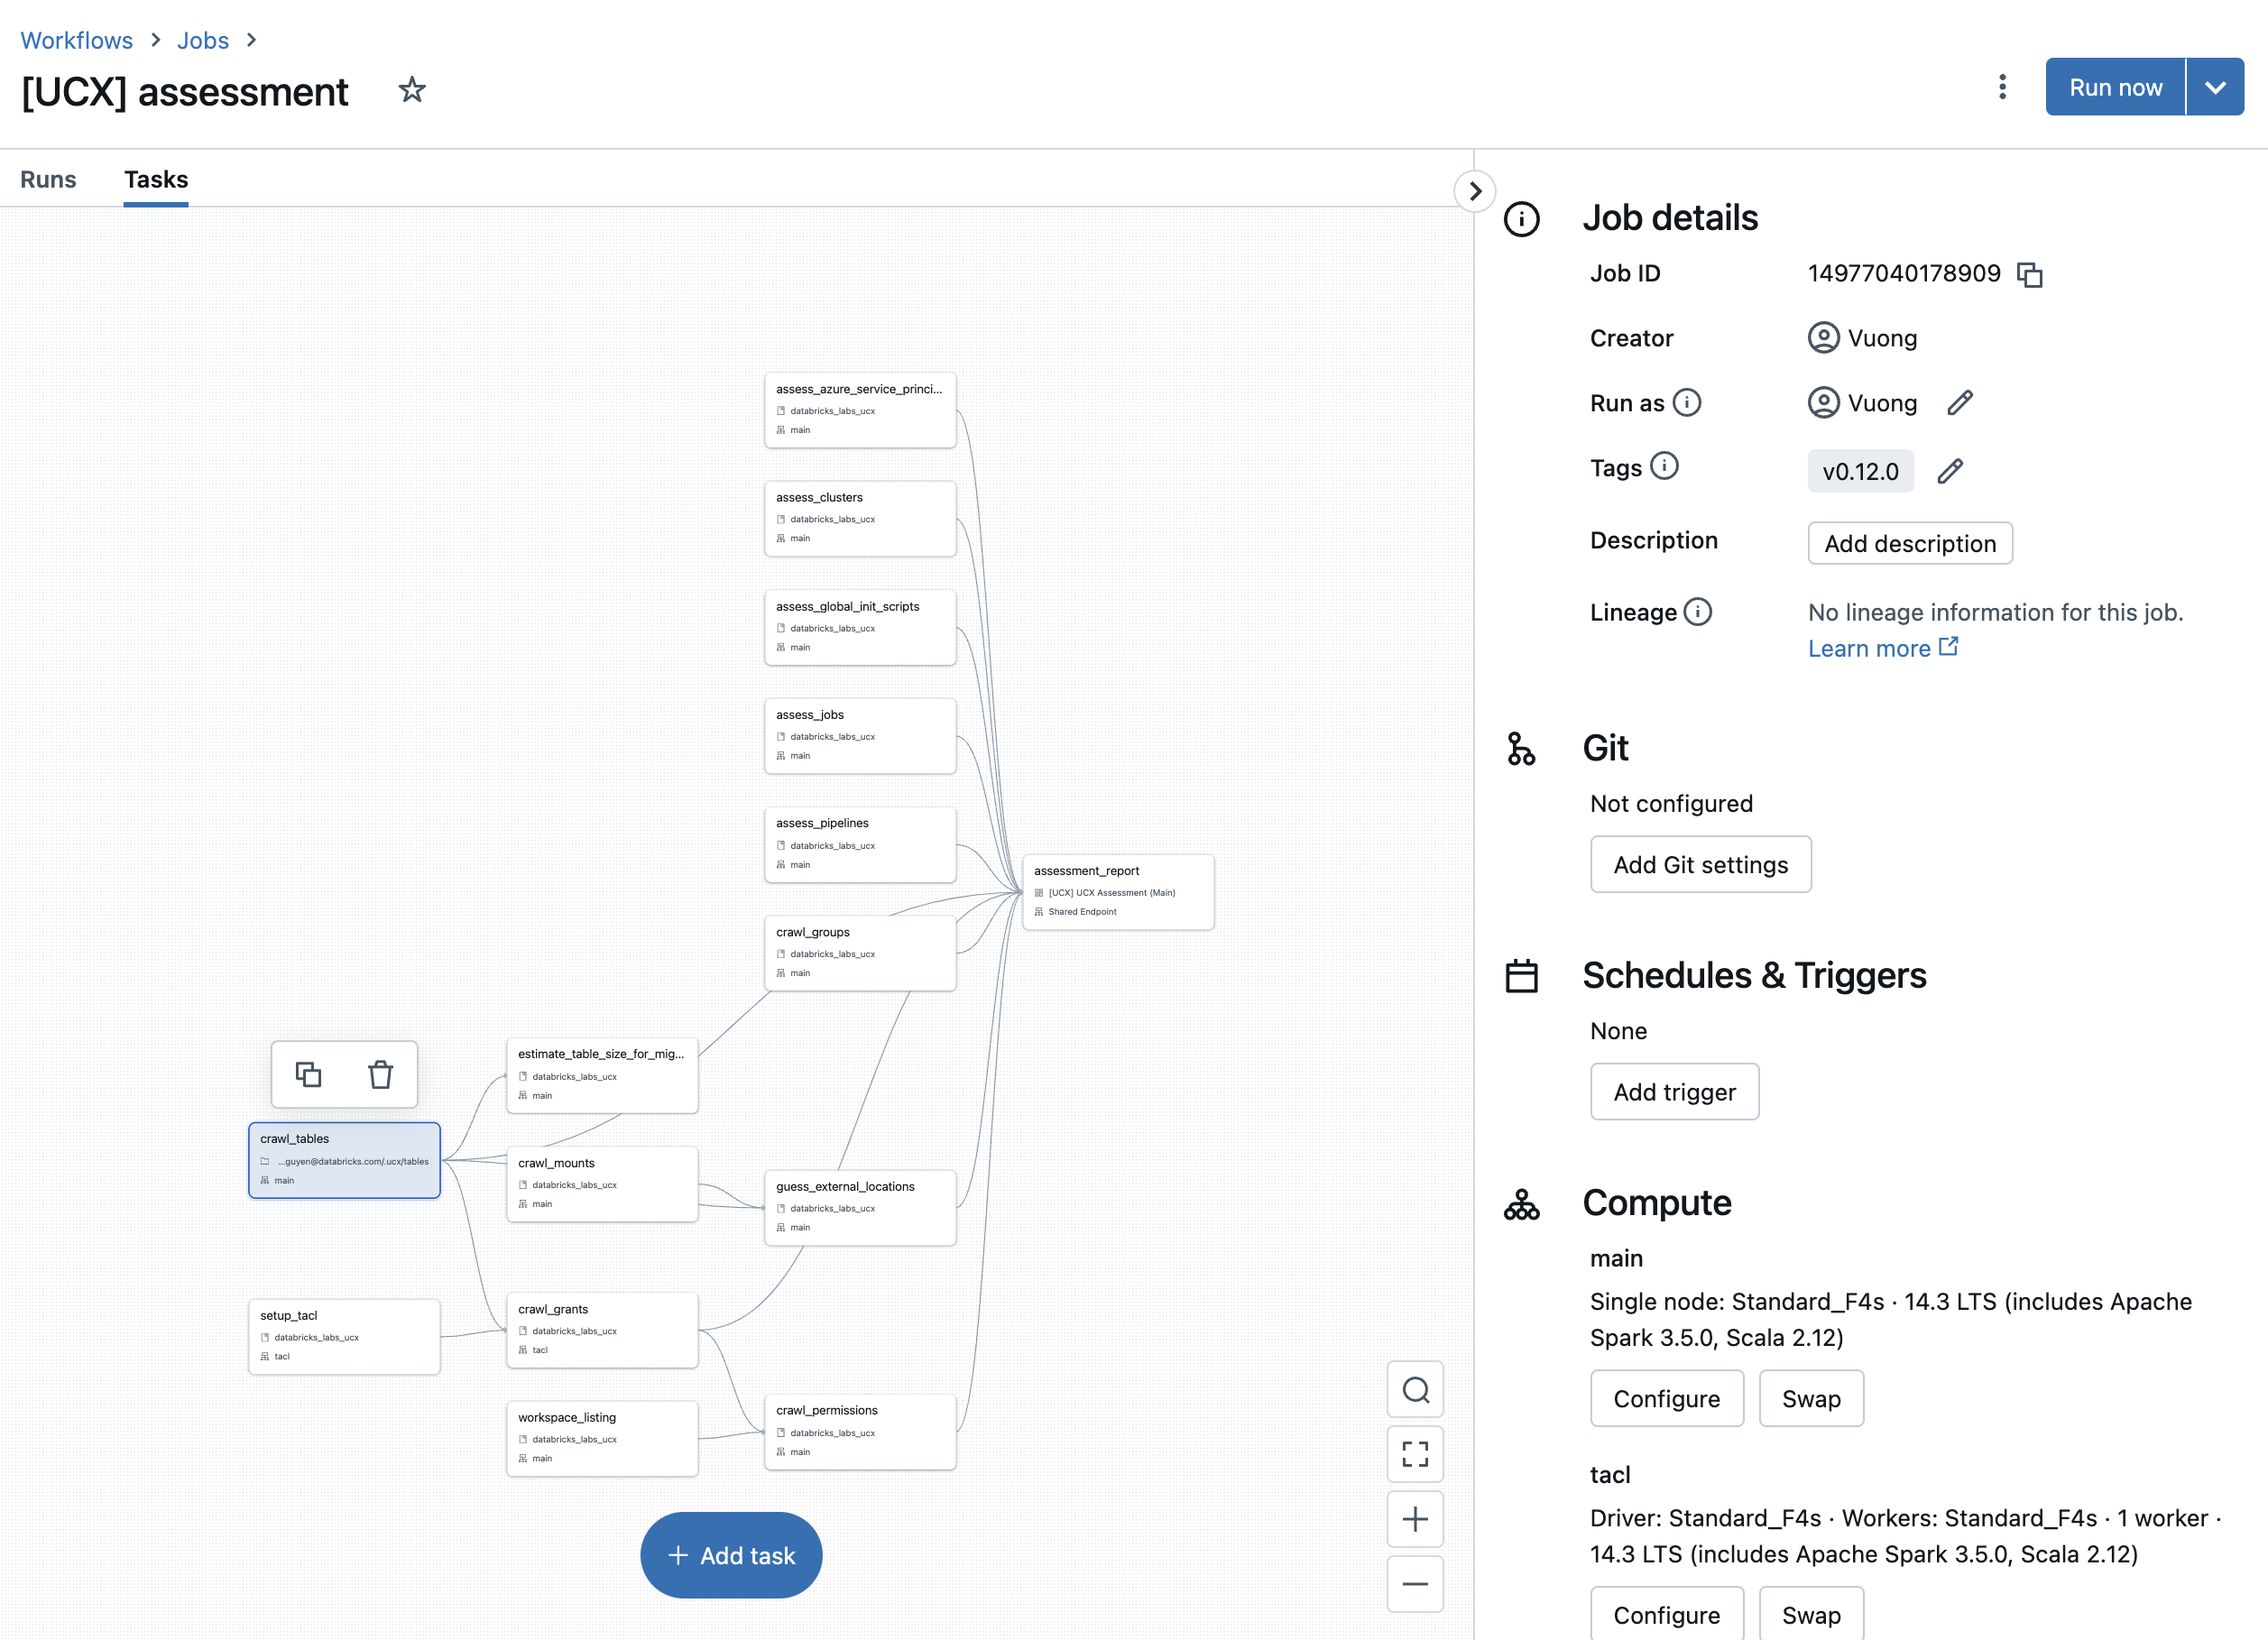 Workflows > Jobs >
[UCX] assessment
Run now
Runs Tasks
assess_azure_service_princi...
databricks_labs_ucx
main
assess_clusters
databricks_labs_ucx
main
assess_global_init_scripts
databricks_labs_ucx
main
assess_jobs
databricks_labs_ucx
main
assess_pipelines
databricks_labs_ucx
main
assessment_report
[UCX] UCX Assessment (Main)
Shared Endpoint
crawl_groups
databricks_labs_ucx
main
estimate_table_size_for_mig...
databricks_labs_ucx
main
crawl_tables
...guyen@databricks.com/.ucx/tables
main
crawl_mounts
databricks_labs_ucx
main
guess_external_locations
databricks_labs_ucx
main
setup_tacl
databricks_labs_ucx
tacl
crawl_grants
databricks_labs_ucx
tacl
workspace_listing
databricks_labs_ucx
main
crawl_permissions
databricks_labs_ucx
main
+ Add task
Job details
Job ID 14977040178909
Creator Vuong
Run as Vuong
Tags v0.12.0
Description Add description
Lineage No lineage information for this job.
Learn more
Git
Not configured
Add Git settings
Schedules & Triggers
None
Add trigger
Compute
main
Single node: Standard_F4s · 14.3 LTS (includes Apache
Spark 3.5.0, Scala 2.12)
Configure Swap
tacl
Driver: Standard_F4s · Workers: Standard_F4s · 1 worker ·
14.3 LTS (includes Apache Spark 3.5.0, Scala 2.12)
Configure Swap